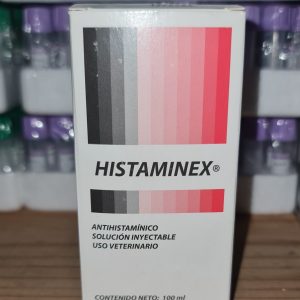 HISTAMINEX®
ANTIHISTAMÍNICO
SOLUCIÓN INYECTABLE
USO VETERINARIO
CONTENIDO NETO: 100 ml